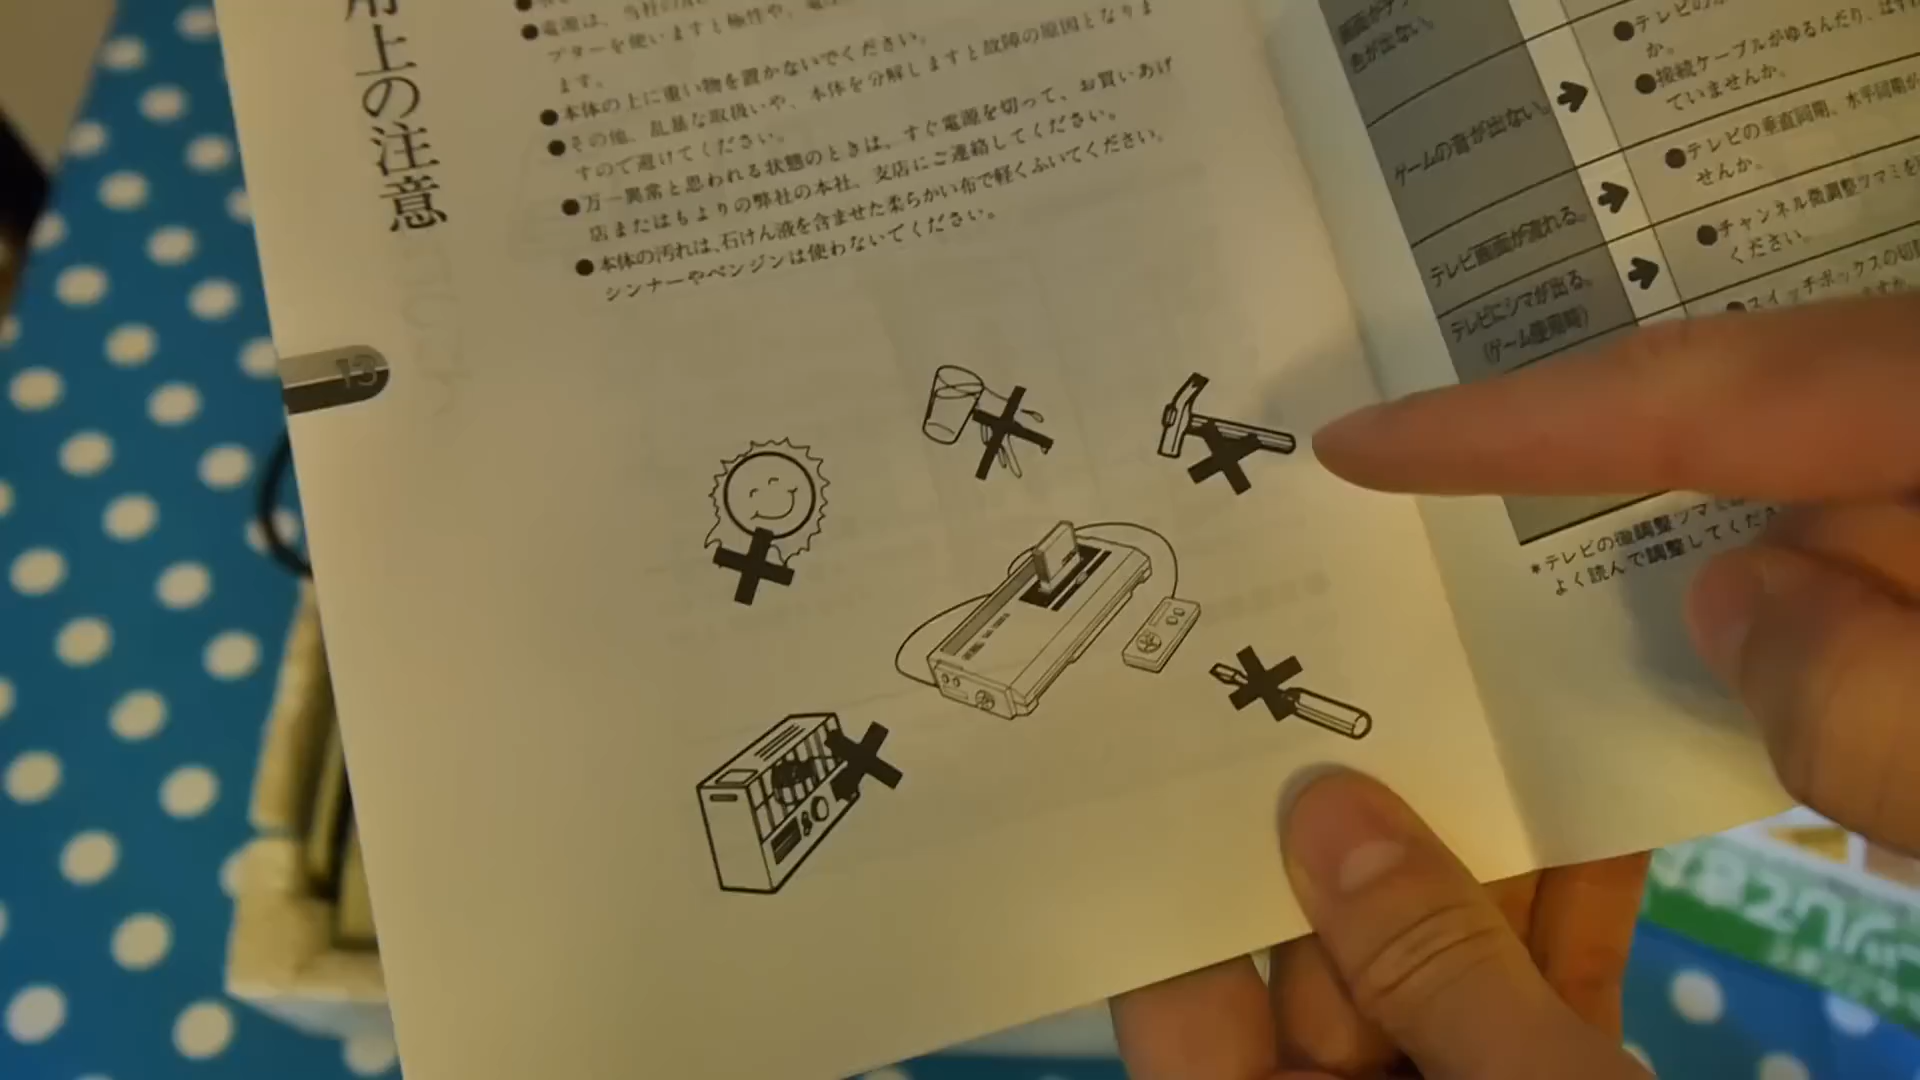 用上の注意
プターを使いますと極性や、
ます。
●本体の上に重い物を置かないでください。
●その他、乱暴な取扱いや、本体を分解しますと故障の原因となりま
すので避けてください。
●万一異常と思われる状態のときは、すぐ電源を切って、お買いあげ
店またはもよりの弊社の本社、支店にご連絡してください。
●本体の汚れは、石けん液を含ませた柔らかい布で軽くふいてください。
シンナーやベンジンは使わないでください。
13
色が出ない。
か。
ゲームの音が出ない。
●接続ケーブルがゆるんだり、はずれ
ていませんか。
テレビ画面が流れる。
●テレビの垂直同期、水平同期が
せんか。
テレビにシマが出る。
(ゲーム使用時)
●チャンネル微調整ツマミを
ください。
●スイッチボックスの切
*テレビの微調整ツマミ
よく読んで調整してくださ